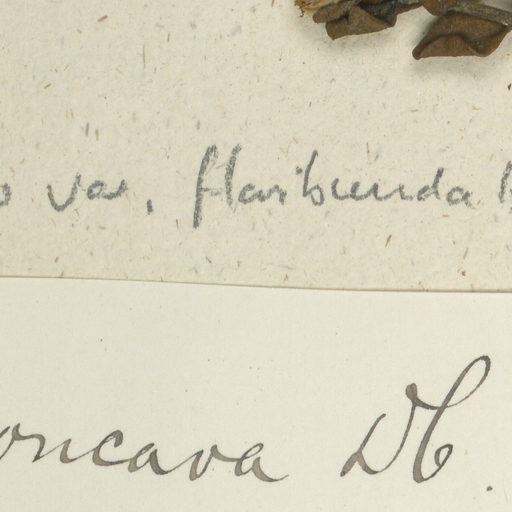 var. floribunda
oncava DC.